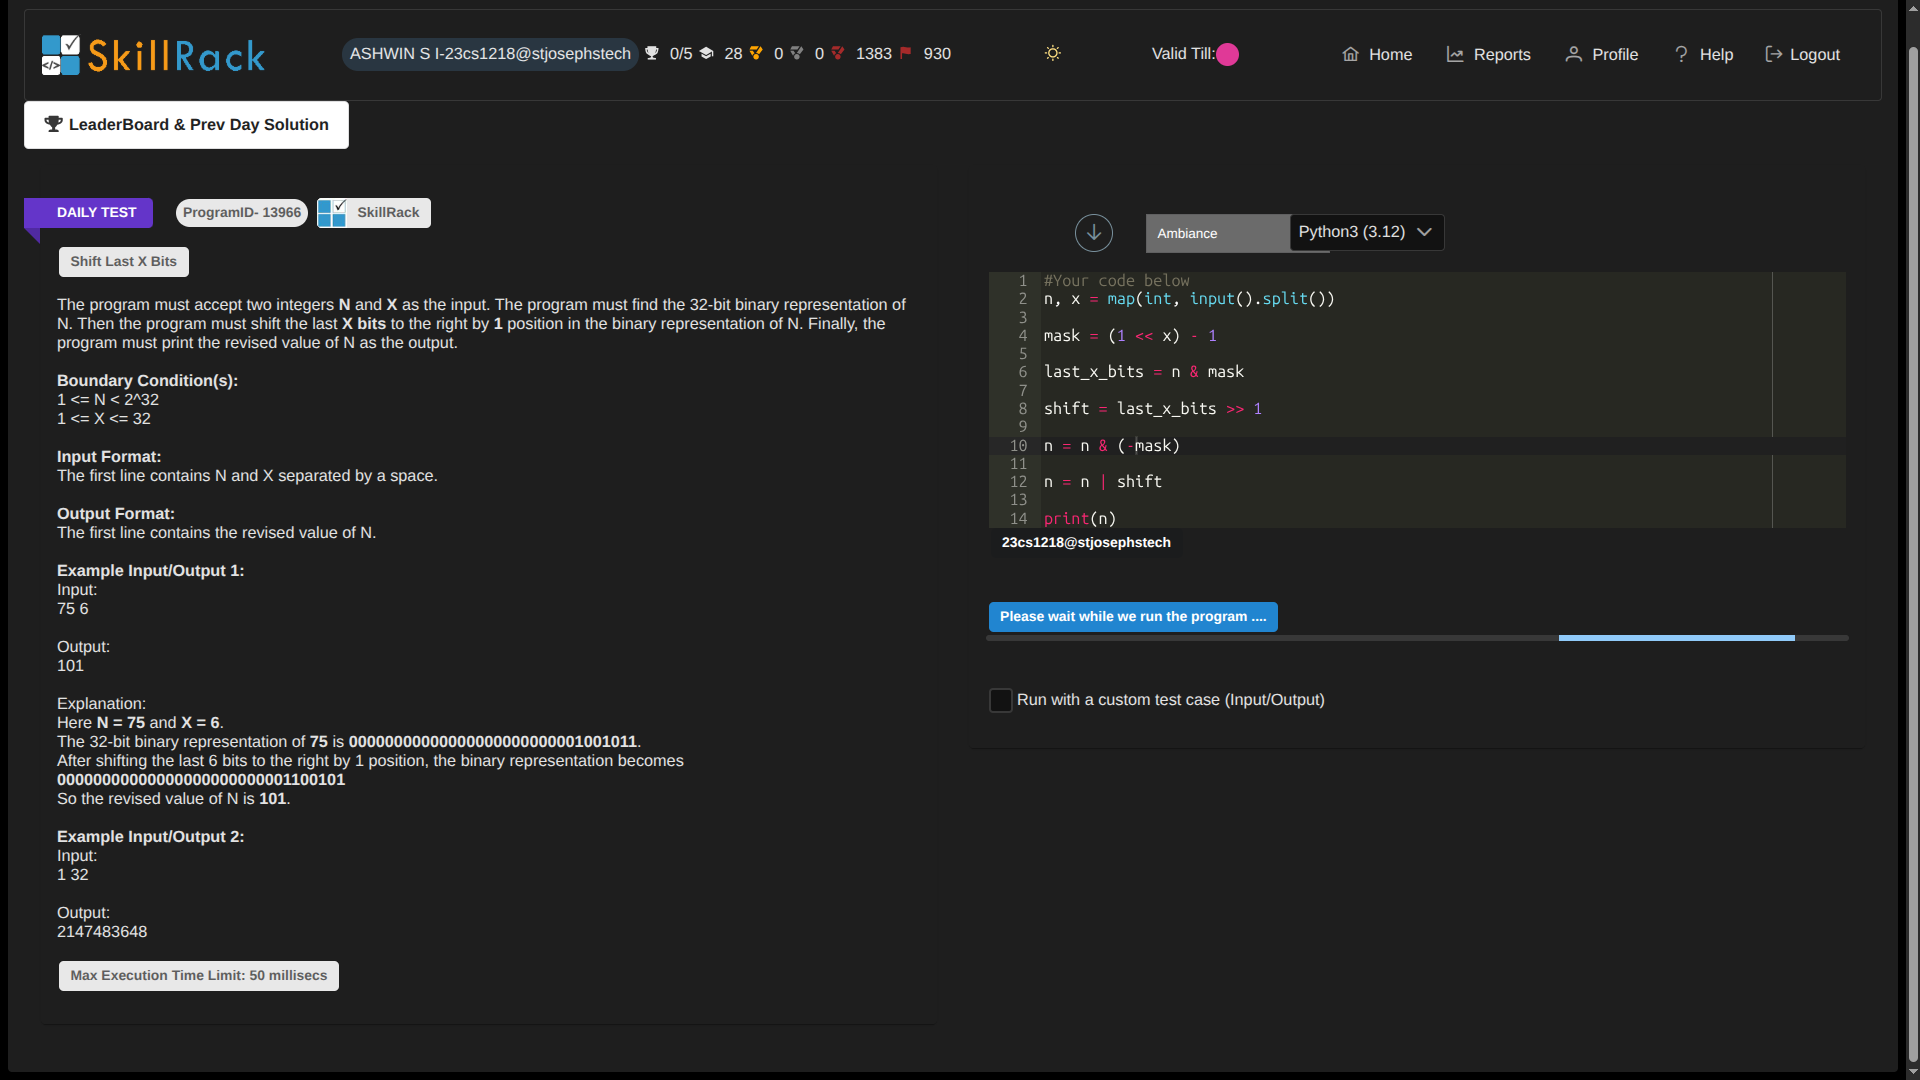 SkillRack
ASHWIN S I-23cs1218@stjosephstech 0/5 28 0 0 1383 930
Valid Till:
Home Reports Profile Help Logout
LeaderBoard & Prev Day Solution
DAILY TEST ProgramID- 13966 SkillRack
Shift Last X Bits
The program must accept two integers N and X as the input. The program must find the 32-bit binary representation of
N. Then the program must shift the last X bits to the right by 1 position in the binary representation of N. Finally, the
program must print the revised value of N as the output.
Boundary Condition(s):
1 <= N < 2^32
1 <= X <= 32
Input Format:
The first line contains N and X separated by a space.
Output Format:
The first line contains the revised value of N.
Example Input/Output 1:
Input:
75 6
Output:
101
Explanation:
Here N = 75 and X = 6.
The 32-bit binary representation of 75 is 00000000000000000000000001001011.
After shifting the last 6 bits to the right by 1 position, the binary representation becomes
00000000000000000000000001100101
So the revised value of N is 101.
Example Input/Output 2:
Input:
1 32
Output:
2147483648
Max Execution Time Limit: 50 millisecs
Ambiance Python3 (3.12)
1 #Your code below
2 n, x = map(int, input().split())
3
4 mask = (1 << x) - 1
5
6 last_x_bits = n & mask
7
8 shift = last_x_bits >> 1
9
10 n = n & (-mask)
11
12 n = n | shift
13
14 print(n)
23cs1218@stjosephstech
Please wait while we run the program ....
Run with a custom test case (Input/Output)